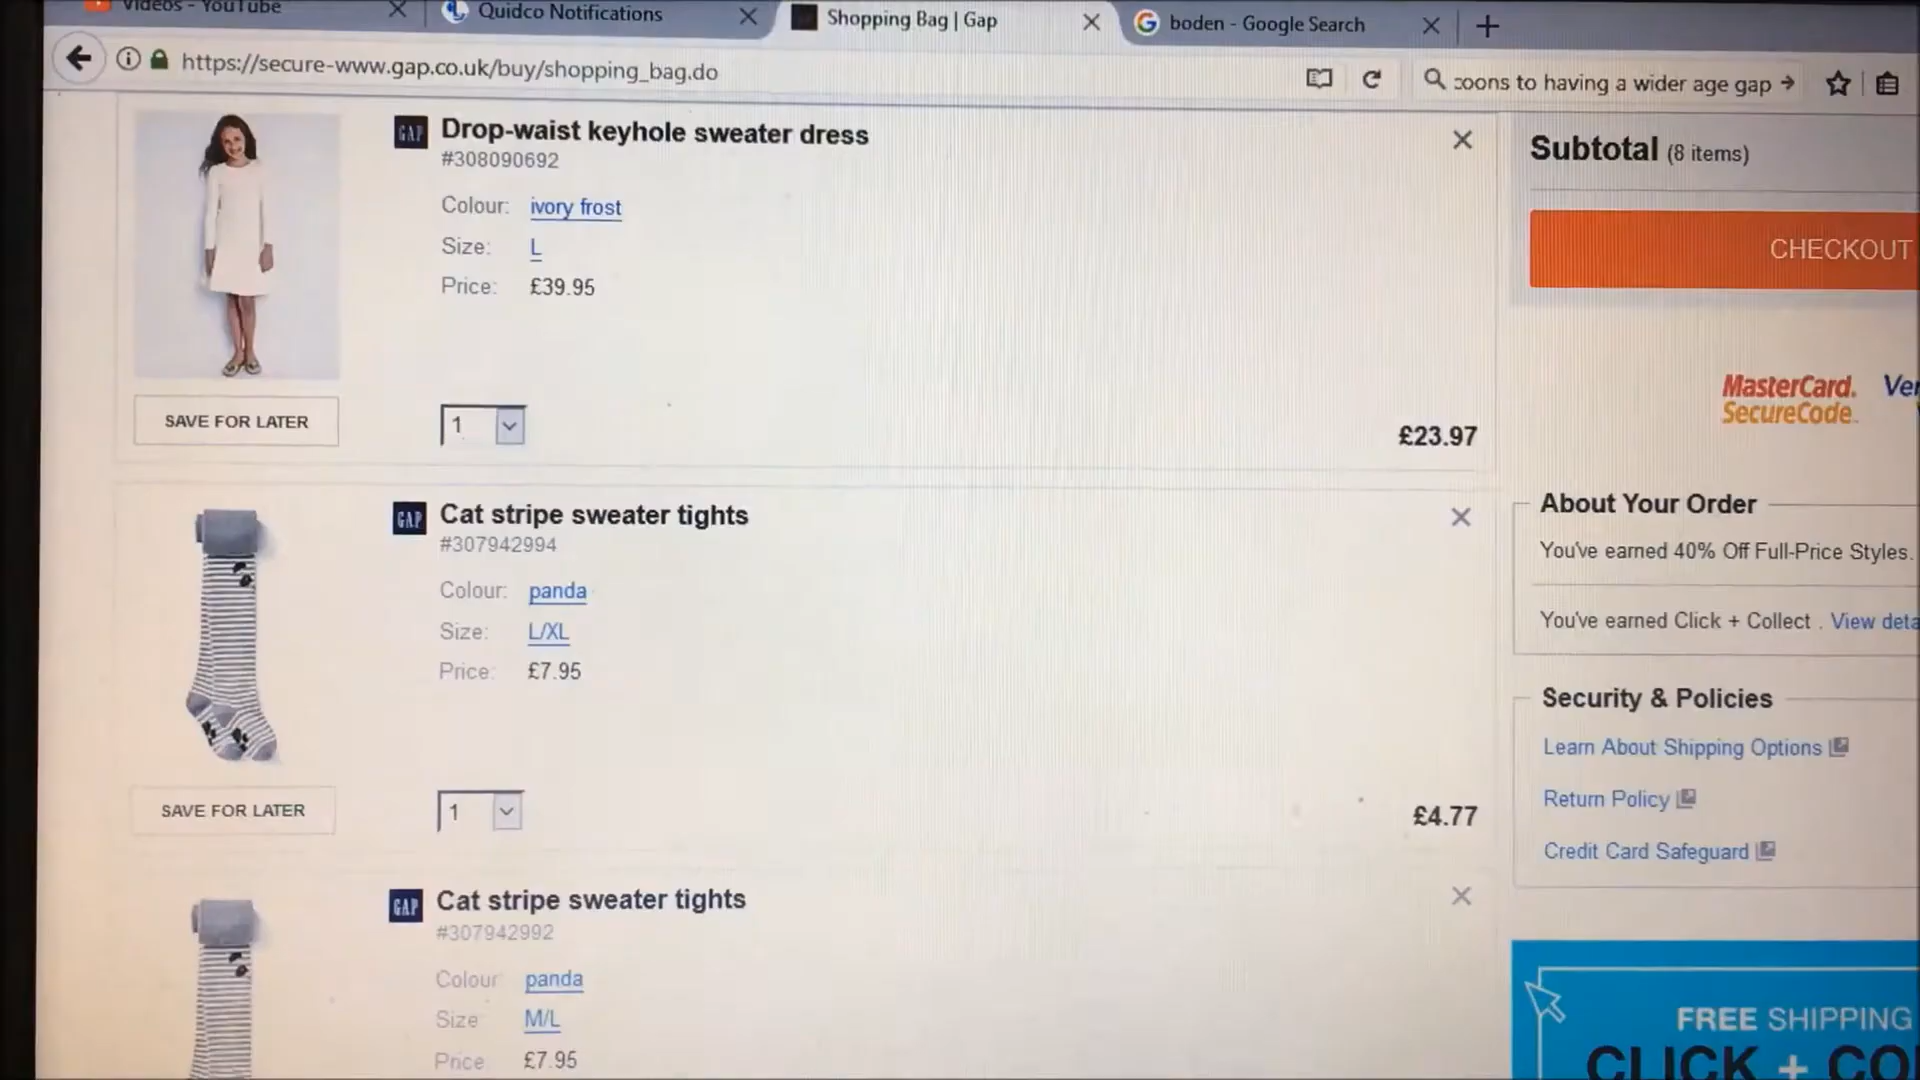 Videos - YouTube
Quidco Notifications
Shopping Bag | Gap
boden - Google Search
https://secure-www.gap.co.uk/buy/shopping_bag.do
to having a wider age gap
GAP
Drop-waist keyhole sweater dress
#308090692
Colour: ivory frost
Size: L
Price: £39.95
SAVE FOR LATER
1
£23.97
GAP
Cat stripe sweater tights
#307942994
Colour: panda
Size: L/XL
Price: £7.95
SAVE FOR LATER
1
£4.77
GAP
Cat stripe sweater tights
#307942992
Colour panda
Size M/L
Price £7.95
Subtotal (8 items)
CHECKOUT
MasterCard.
SecureCode.
About Your Order
You've earned 40% Off Full-Price Styles.
You've earned Click + Collect . View
Security & Policies
Learn About Shipping Options
Return Policy
Credit Card Safeguard
FREE SHIPPING
CLICK +